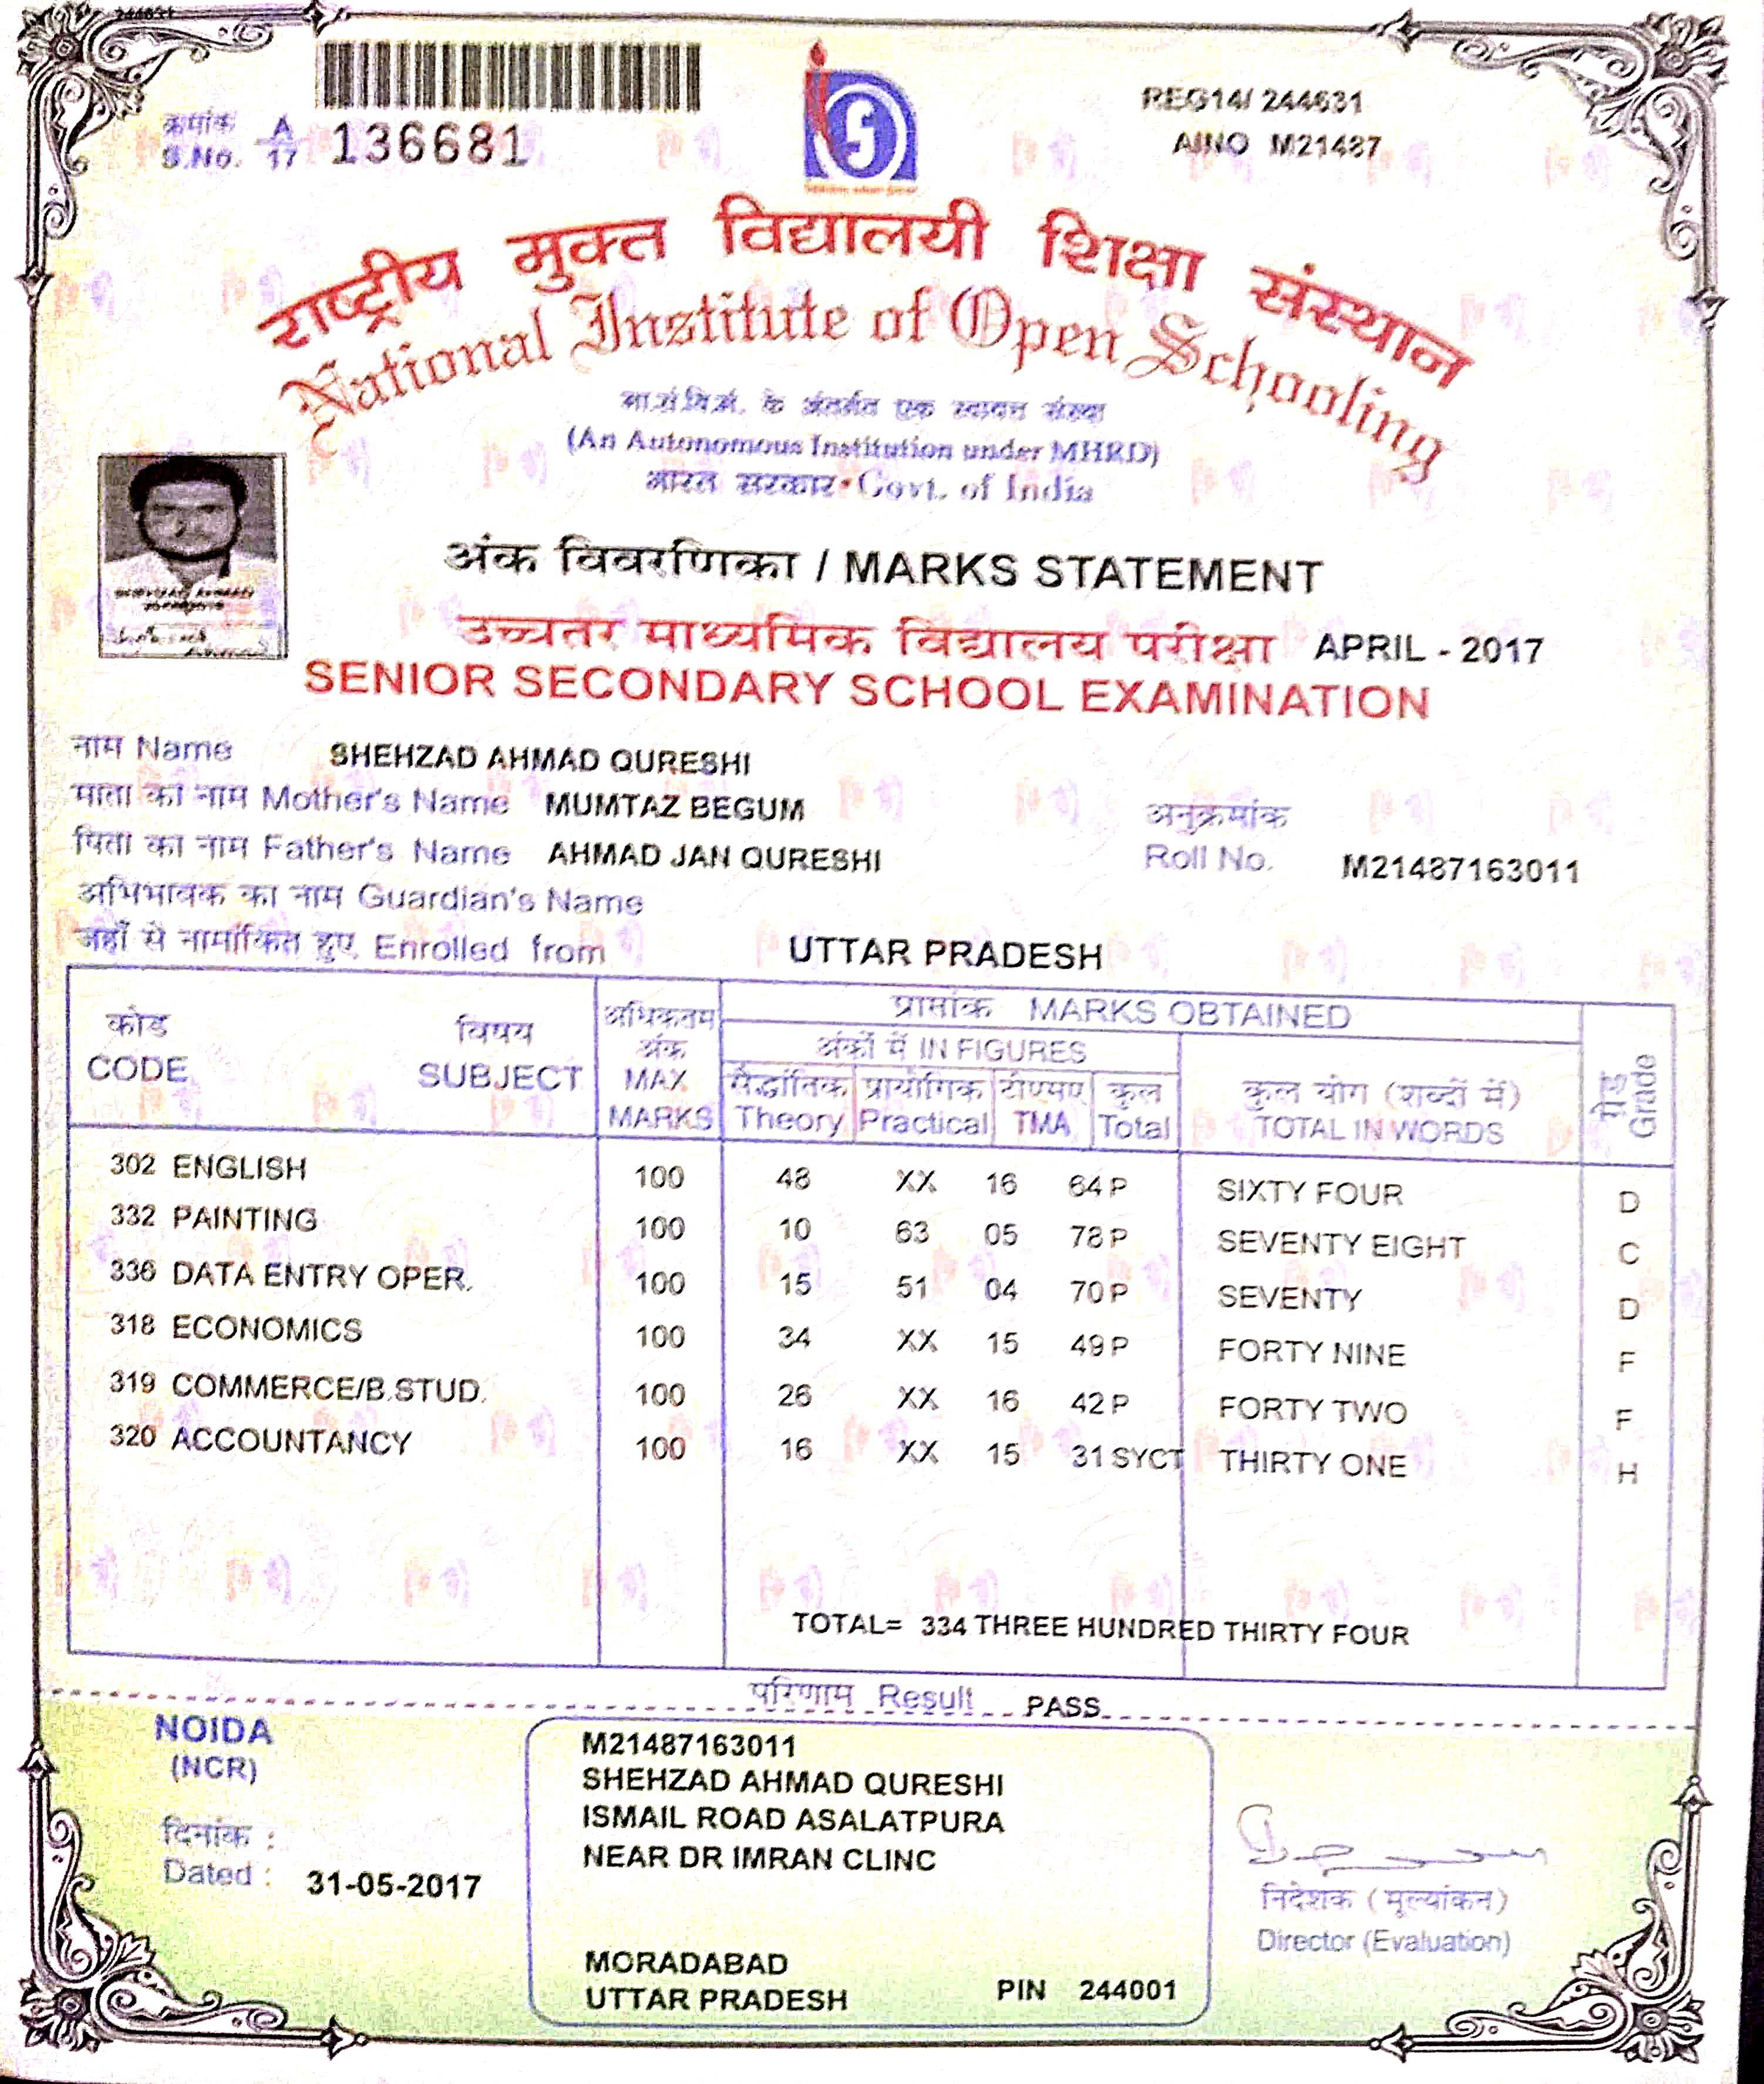 244631
REG14/ 244631
क्रमांक A
S.No. 17 136681
AINO M21487
राष्ट्रीय मुक्त विद्यालयी शिक्षा संस्थान
National Institute of Open Schooling
मा.सं.वि.मं. के अंतर्गत एक स्वायत्त संस्था
(An Autonomous Institution under MHRD)
भारत सरकार • Govt. of India
अंक विवरणिका / MARKS STATEMENT
उच्चतर माध्यमिक विद्यालय परीक्षा APRIL - 2017
SENIOR SECONDARY SCHOOL EXAMINATION
SHEHZAD AHMAD
नाम Name SHEHZAD AHMAD QURESHI
माता का नाम Mother's Name MUMTAZ BEGUM
अनुक्रमांक
पिता का नाम Father's Name AHMAD JAN QURESHI
Roll No. M21487163011
अभिभावक का नाम Guardian's Name
जहाँ से नामांकित हुए Enrolled from UTTAR PRADESH
कोड विषय अधिकतम प्राप्तांक MARKS OBTAINED ग्रेड
CODE SUBJECT अंक अंकों में IN FIGURES कुल योग (शब्दों में) Grade
MAX सैद्धांतिक प्रायोगिक टीएमए कुल
MARKS Theory Practical TMA Total TOTAL IN WORDS
302 ENGLISH 100 48 XX 16 64 P SIXTY FOUR D
332 PAINTING 100 10 63 05 78 P SEVENTY EIGHT C
336 DATA ENTRY OPER. 100 15 51 04 70 P SEVENTY D
318 ECONOMICS 100 34 XX 15 49 P FORTY NINE F
319 COMMERCE/B.STUD. 100 26 XX 16 42 P FORTY TWO F
320 ACCOUNTANCY 100 16 XX 15 31 SYCT THIRTY ONE H
TOTAL= 334 THREE HUNDRED THIRTY FOUR
परिणाम Result PASS
NOIDA
(NCR)
दिनांक :
Dated : 31-05-2017
M21487163011
SHEHZAD AHMAD QURESHI
ISMAIL ROAD ASALATPURA
NEAR DR IMRAN CLINC
MORADABAD
UTTAR PRADESH PIN 244001
निदेशक (मूल्यांकन)
Director (Evaluation)